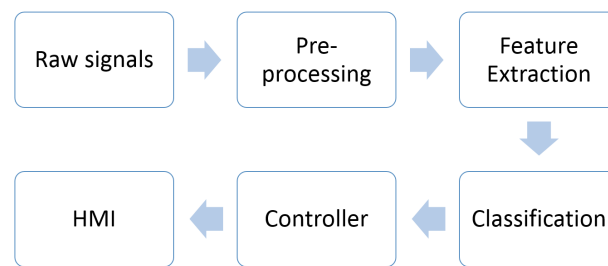 Raw signals
Pre-
processing
Feature
Extraction
Classification
Controller
HMI